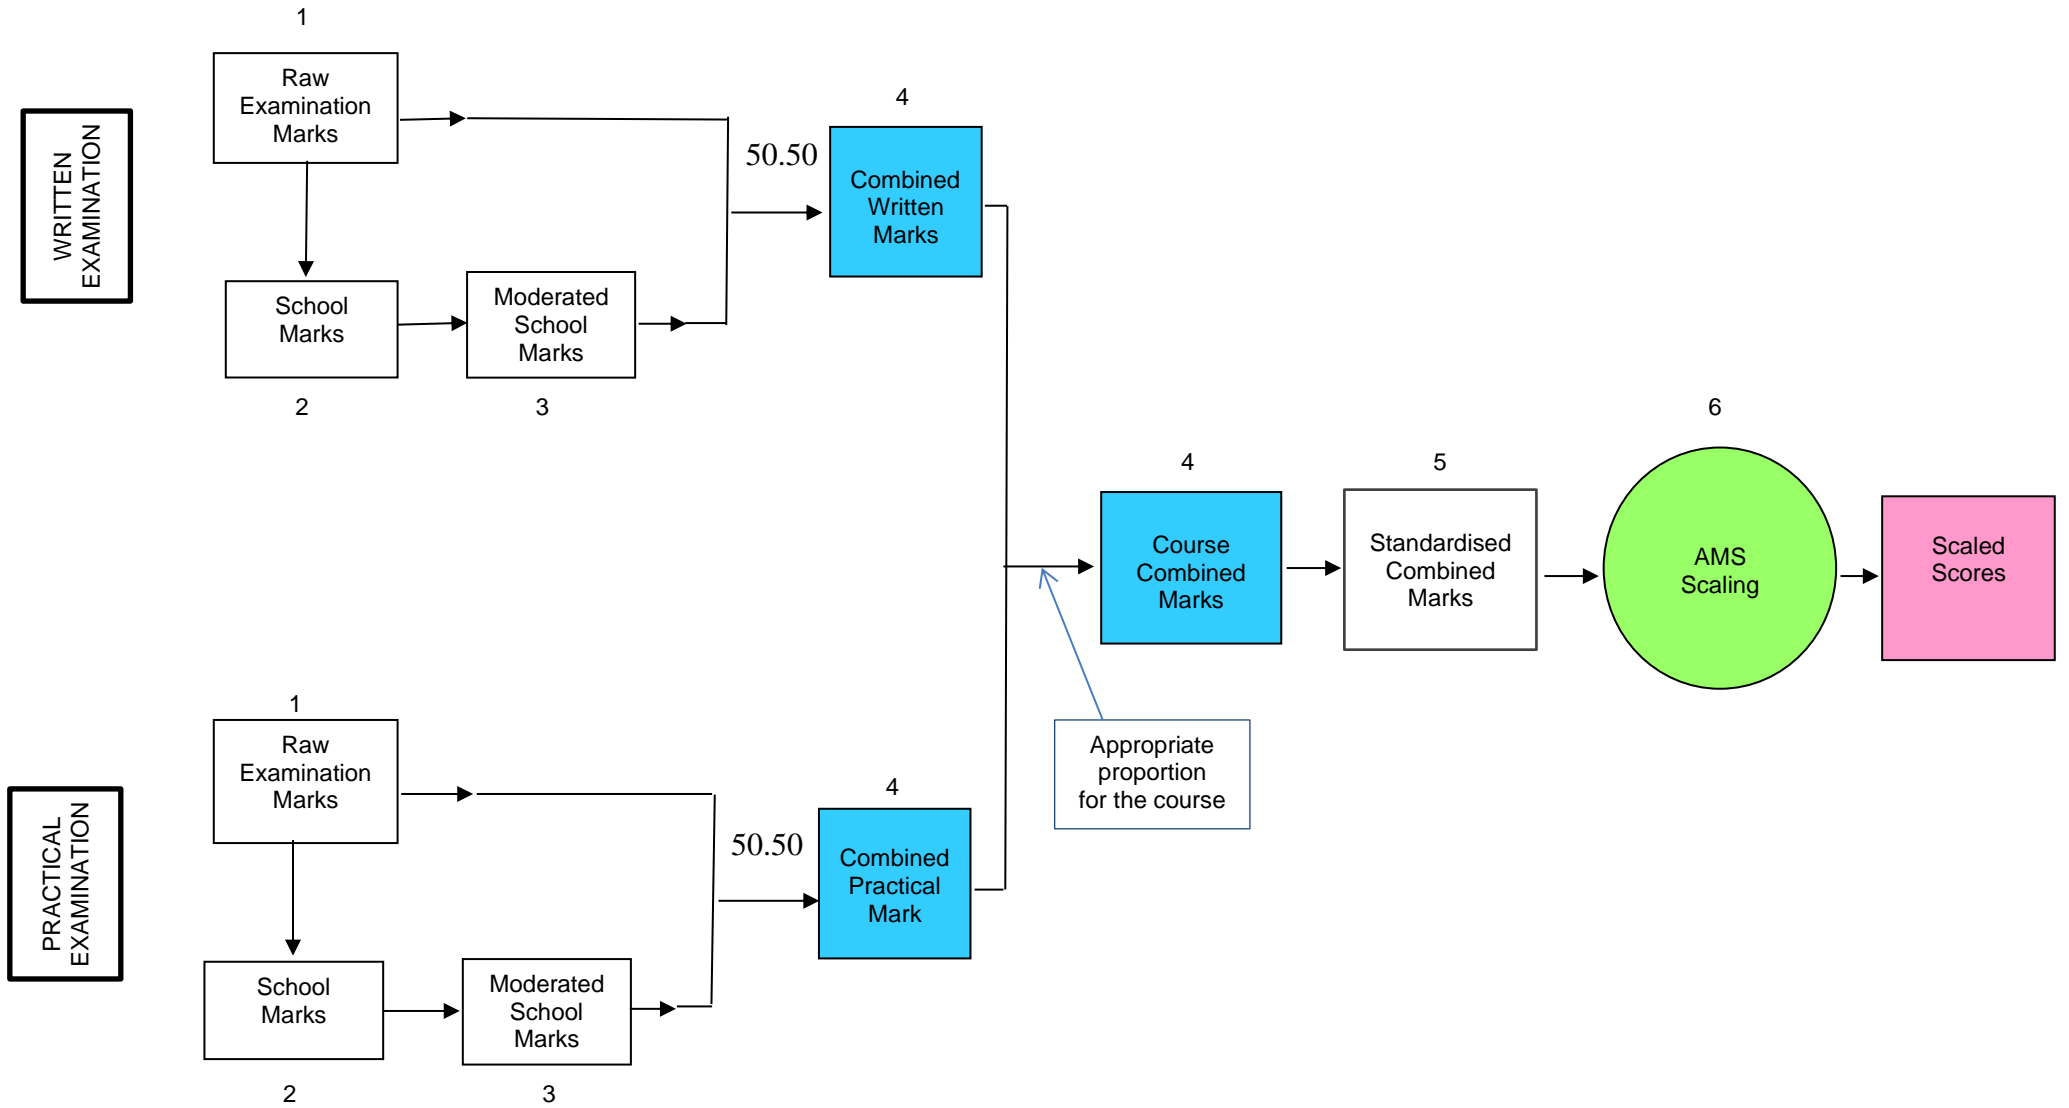 1
Raw
Examination
Marks
WRITTEN
EXAMINATION
50.50
4
Combined
Written
Marks
School
Marks
2
Moderated
School
Marks
3
4
Course
Combined
Marks
5
Standardised
Combined
Marks
6
AMS
Scaling
Scaled
Scores
Appropriate
proportion
for the course
1
Raw
Examination
Marks
PRACTICAL
EXAMINATION
50.50
4
Combined
Practical
Mark
School
Marks
2
Moderated
School
Marks
3